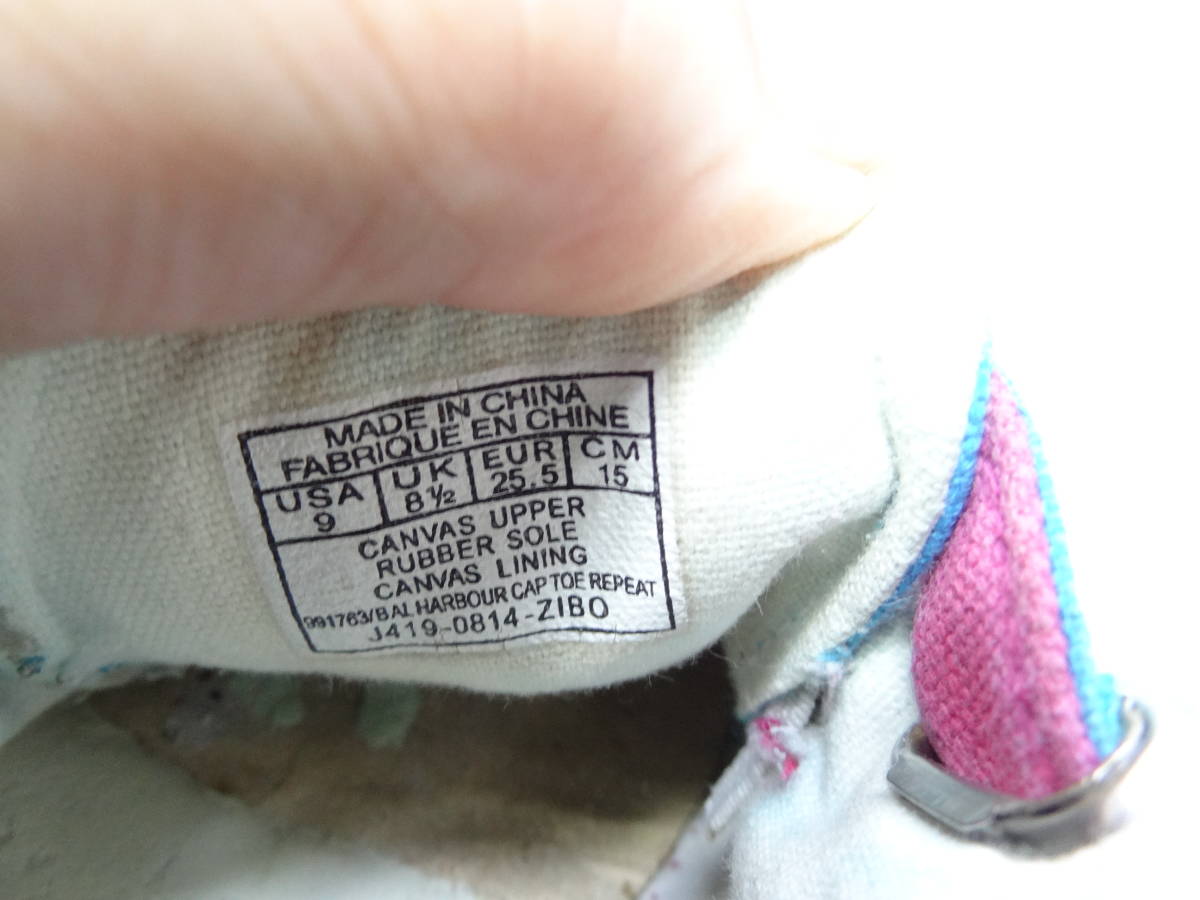 MADE IN CHINA
FABRIQUE EN CHINE
USA UK EUR CM
9 8½ 25.5 15
CANVAS UPPER
RUBBER SOLE
CANVAS LINING
991763/BAL HARBOUR CAP TOE REPEAT
J419-0814-ZIBO